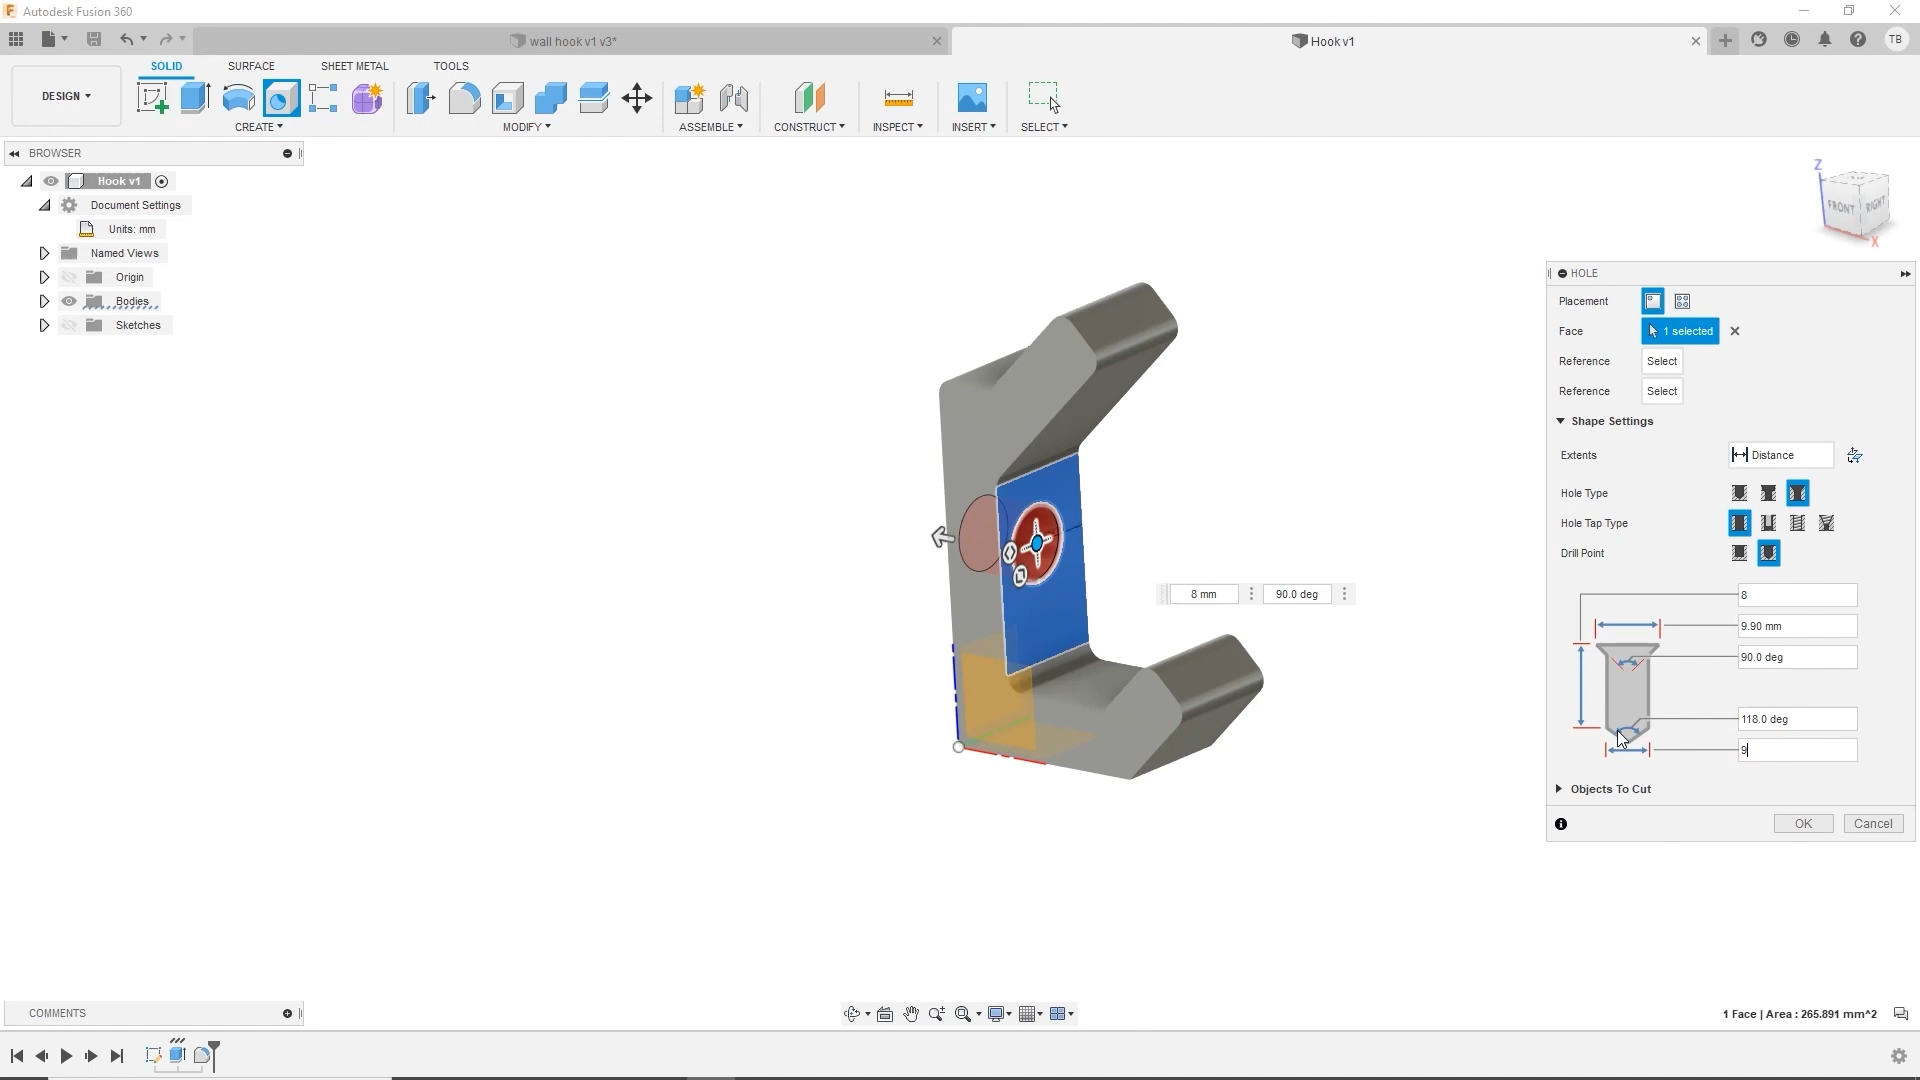 Autodesk Fusion 360
wall hook v1 v3*
Hook v1
TB
DESIGN
SOLID SURFACE SHEET METAL TOOLS
CREATE MODIFY ASSEMBLE CONSTRUCT INSPECT INSERT SELECT
BROWSER
Hook v1
Document Settings
Units: mm
Named Views
Origin
Bodies
Sketches
Z
FRONT RIGHT
X
HOLE
Placement
Face 1 selected
Reference Select
Reference Select
Shape Settings
Extents Distance
Hole Type
Hole Tap Type
Drill Point
8
9.90 mm
90.0 deg
118.0 deg
9
8 mm 90.0 deg
Objects To Cut
OK Cancel
COMMENTS
1 Face | Area : 265.891 mm^2